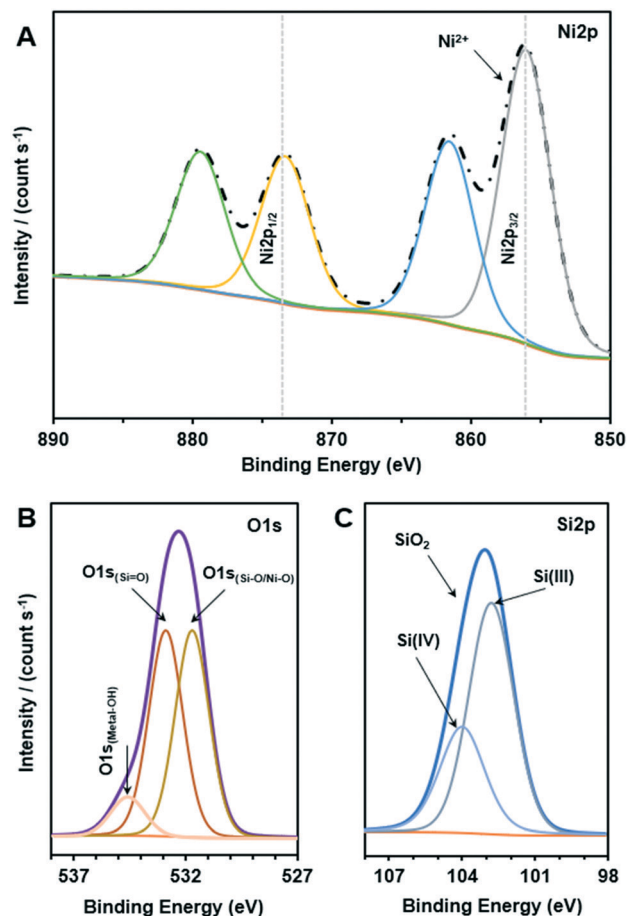 A
Ni2p
Ni²⁺
Ni2p₁/₂
Ni2p₃/₂
Intensity / (count s⁻¹)
890 880 870 860 850
Binding Energy (eV)
B
O1s
O1s(Si=O)
O1s(Si-O/Ni-O)
O1s(Metal-OH)
Intensity / (count s⁻¹)
537 532 527
Binding Energy (eV)
C
Si2p
SiO₂
Si(III)
Si(IV)
107 104 101 98
Binding Energy (eV)